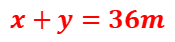 x + y = 36m